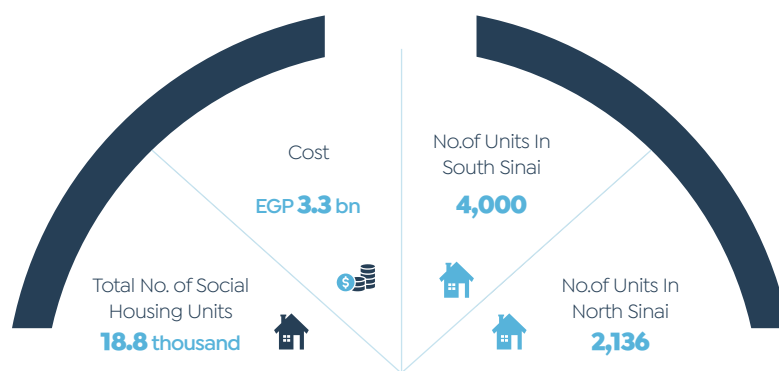 Cost
EGP 3.3 bn
No.of Units In
South Sinai
4,000
Total No. of Social
Housing Units
18.8 thousand
$
No.of Units In
North Sinai
2,136